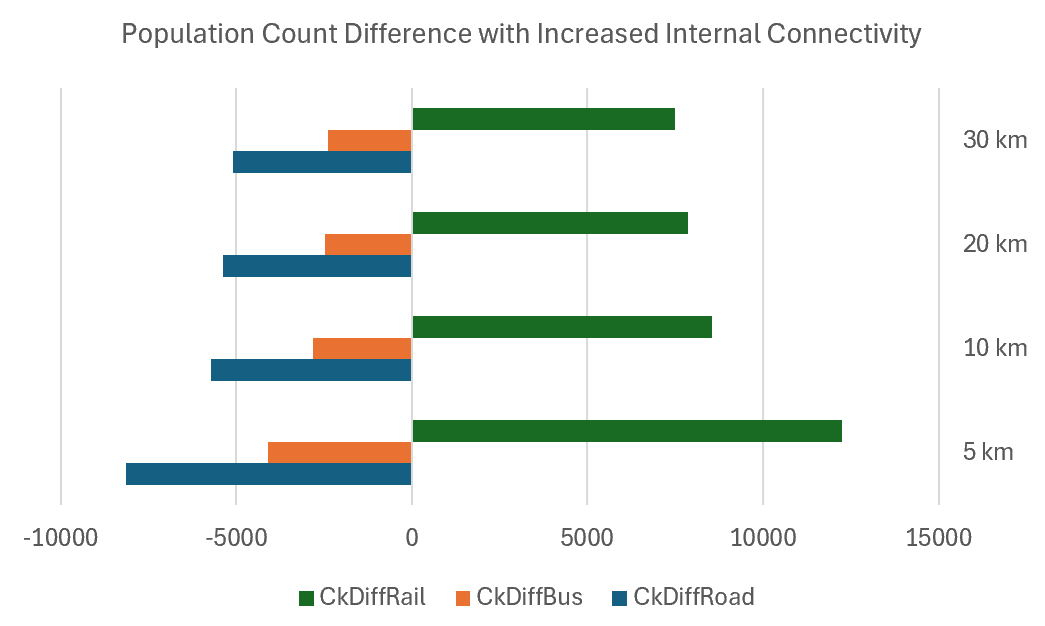 Population Count Difference with Increased Internal Connectivity
30 km
20 km
10 km
5 km
-10000 -5000 0 5000 10000 15000
CkDiffRail CkDiffBus CkDiffRoad